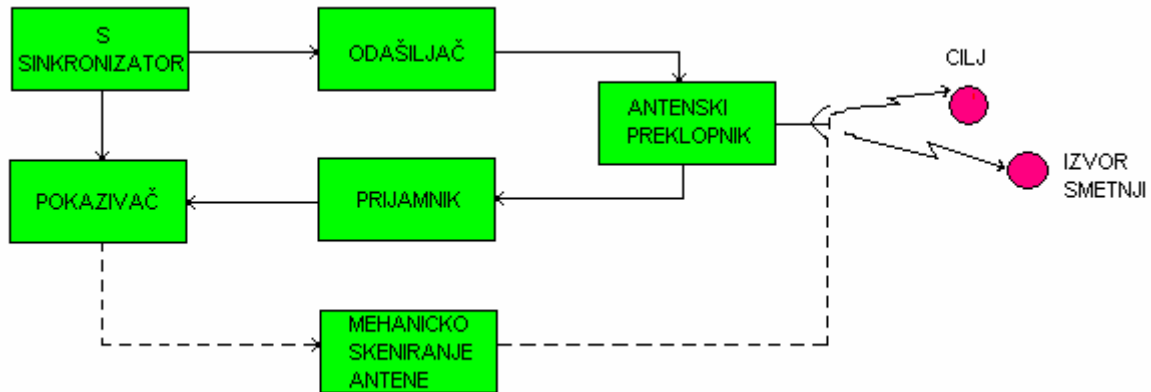 S
SINKRONIZATOR
ODAŠILJAČ
CILJ
ANTENSKI
PREKLOPNIK
IZVOR
SMETNJI
POKAZIVAČ
PRIJAMNIK
MEHANICKO
SKENIRANJE
ANTENE